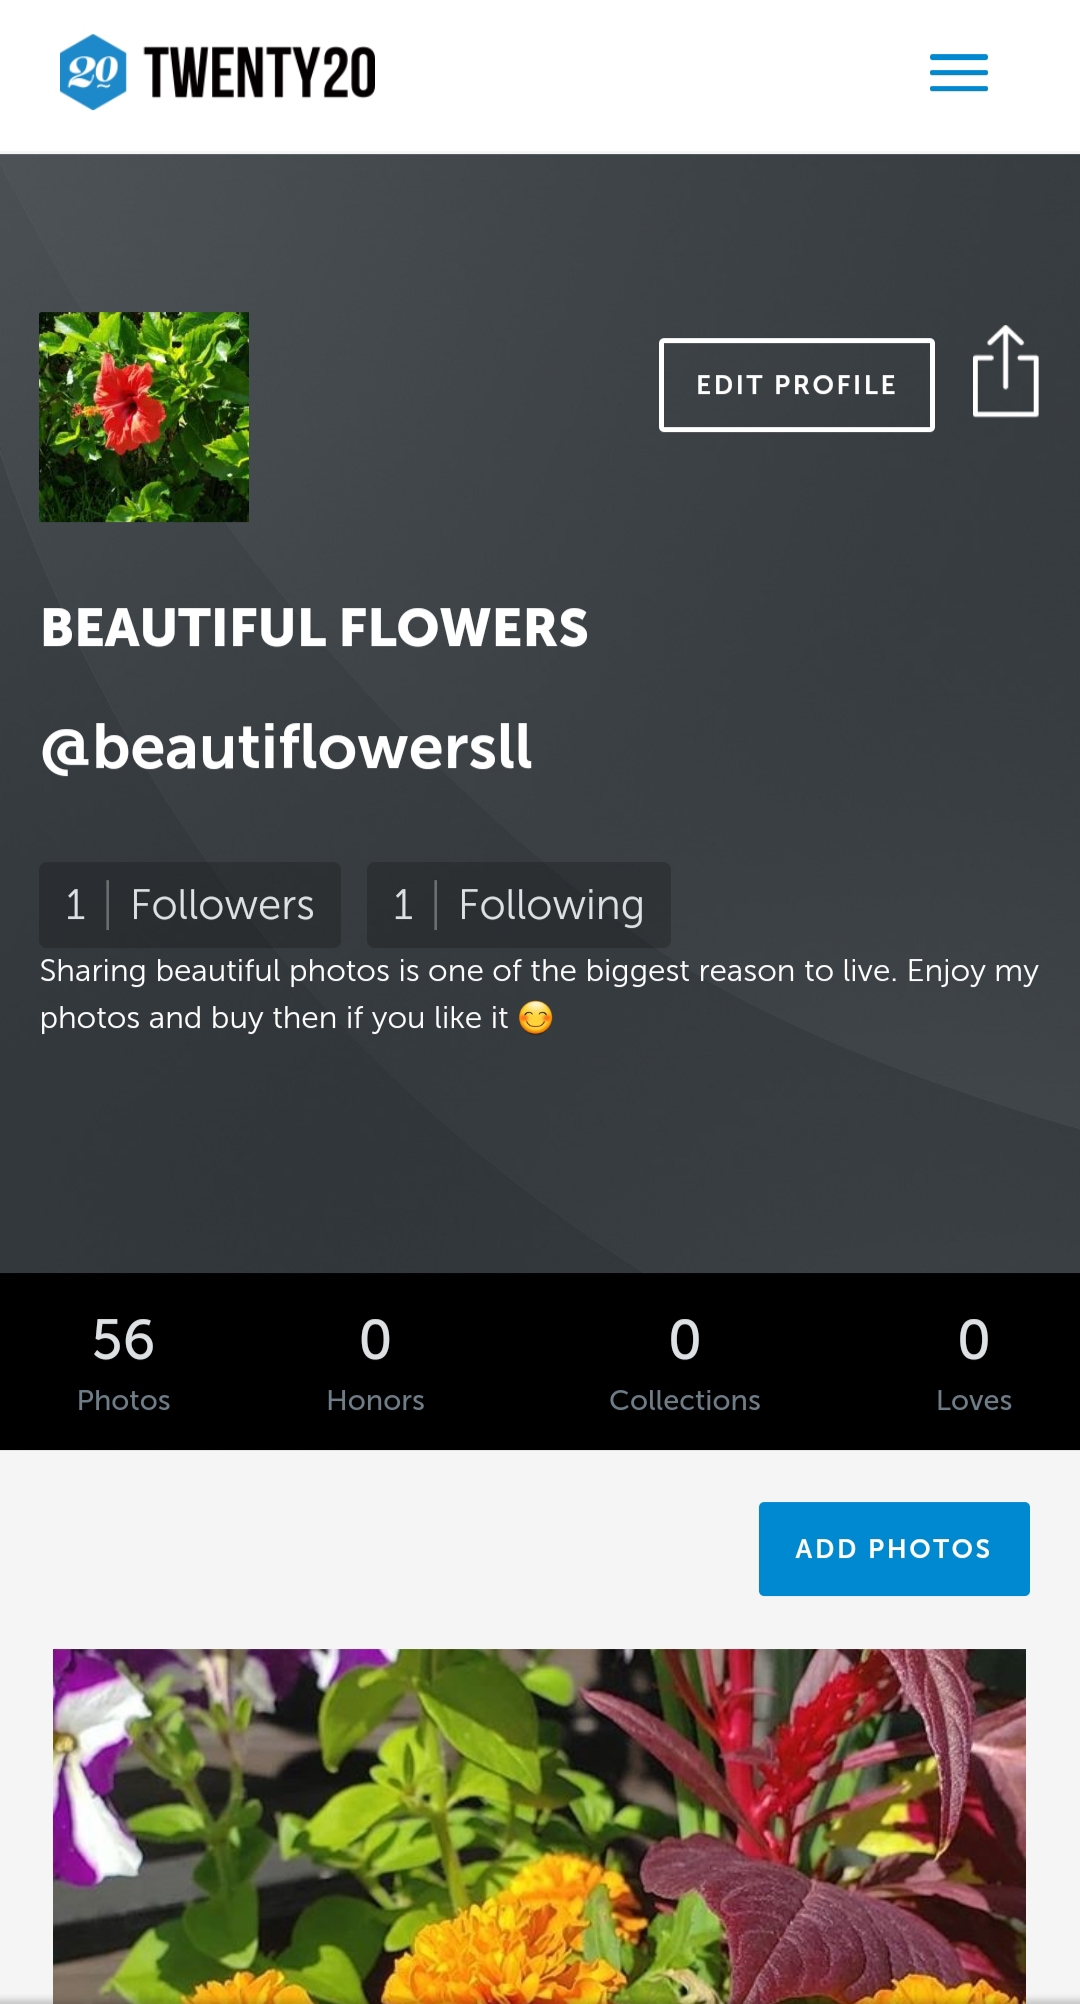 20 TWENTY20
EDIT PROFILE
BEAUTIFUL FLOWERS
@beautiflowersll
1 | Followers 1 | Following
Sharing beautiful photos is one of the biggest reason to live. Enjoy my
photos and buy then if you like it 😊
56 0 0 0
Photos Honors Collections Loves
ADD PHOTOS